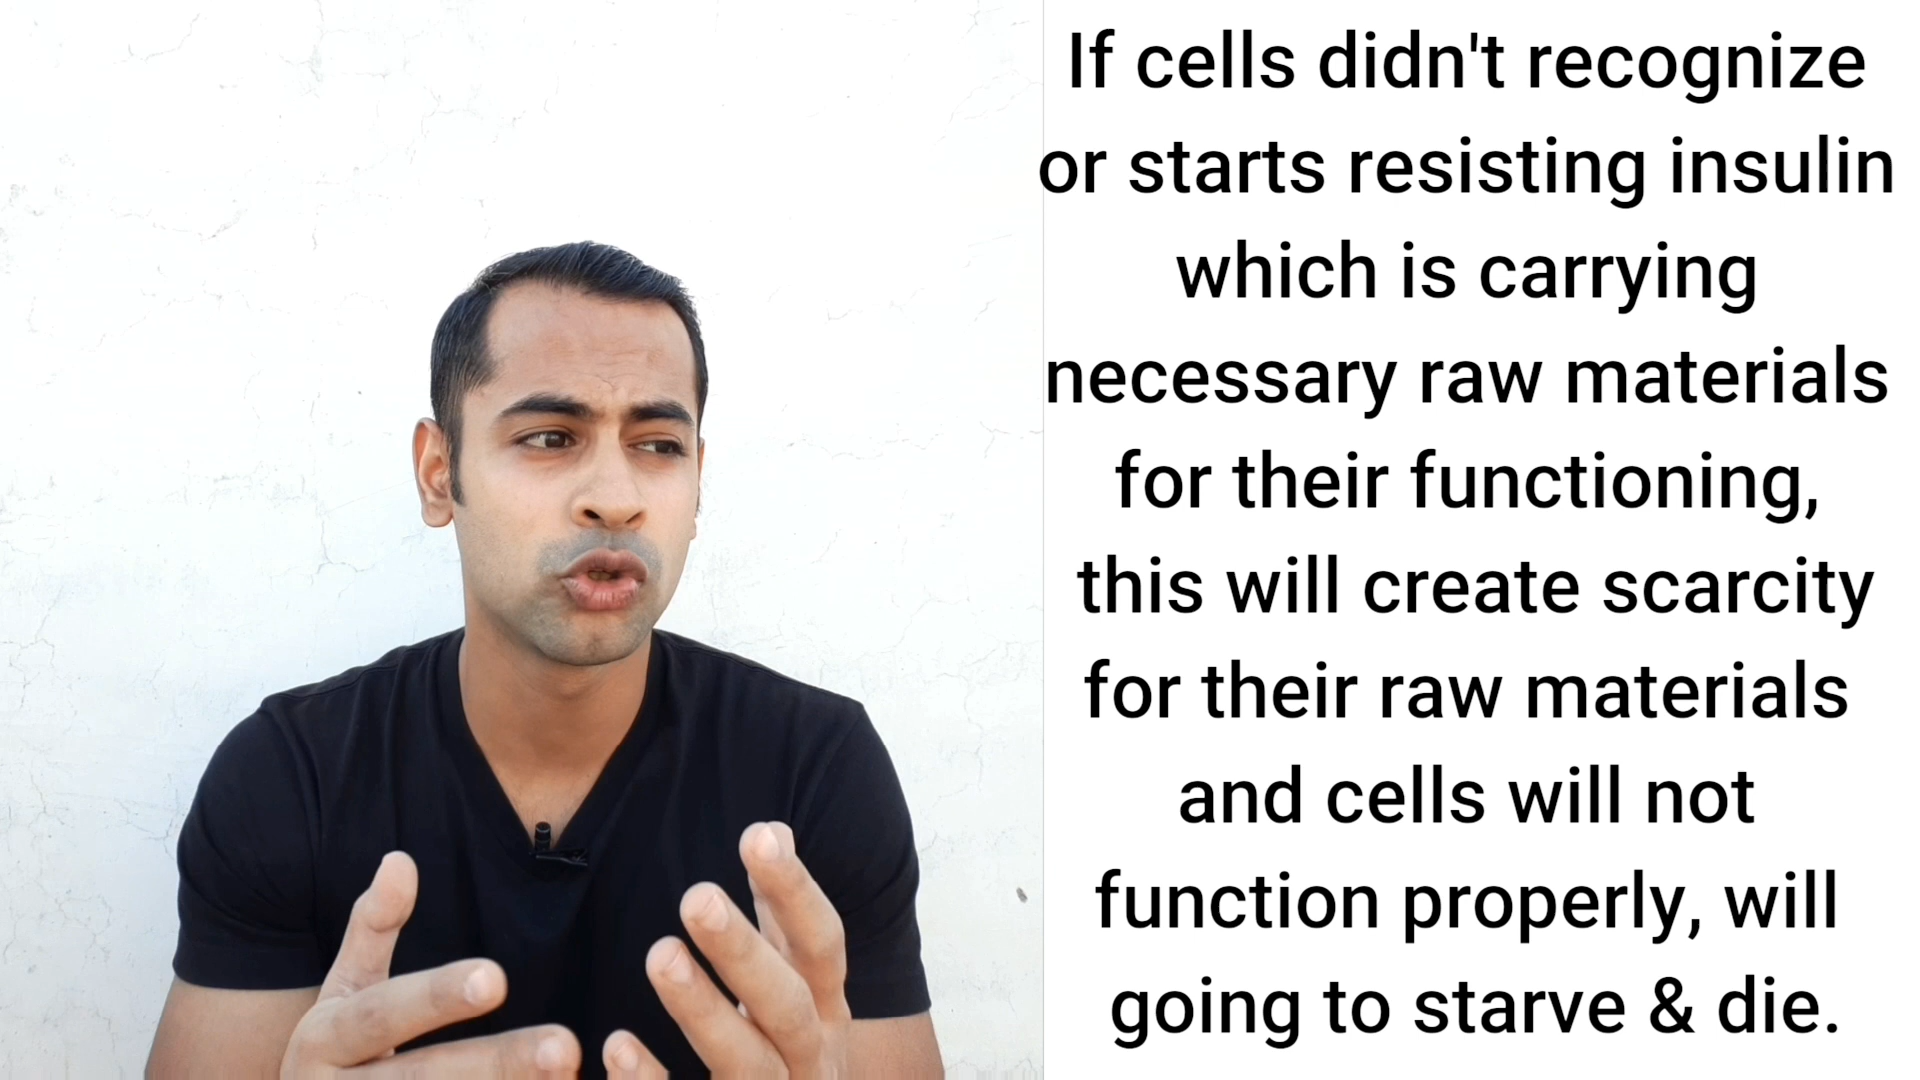 If cells didn't recognize
or starts resisting insulin
which is carrying
necessary raw materials
for their functioning,
this will create scarcity
for their raw materials
and cells will not
function properly, will
going to starve & die.